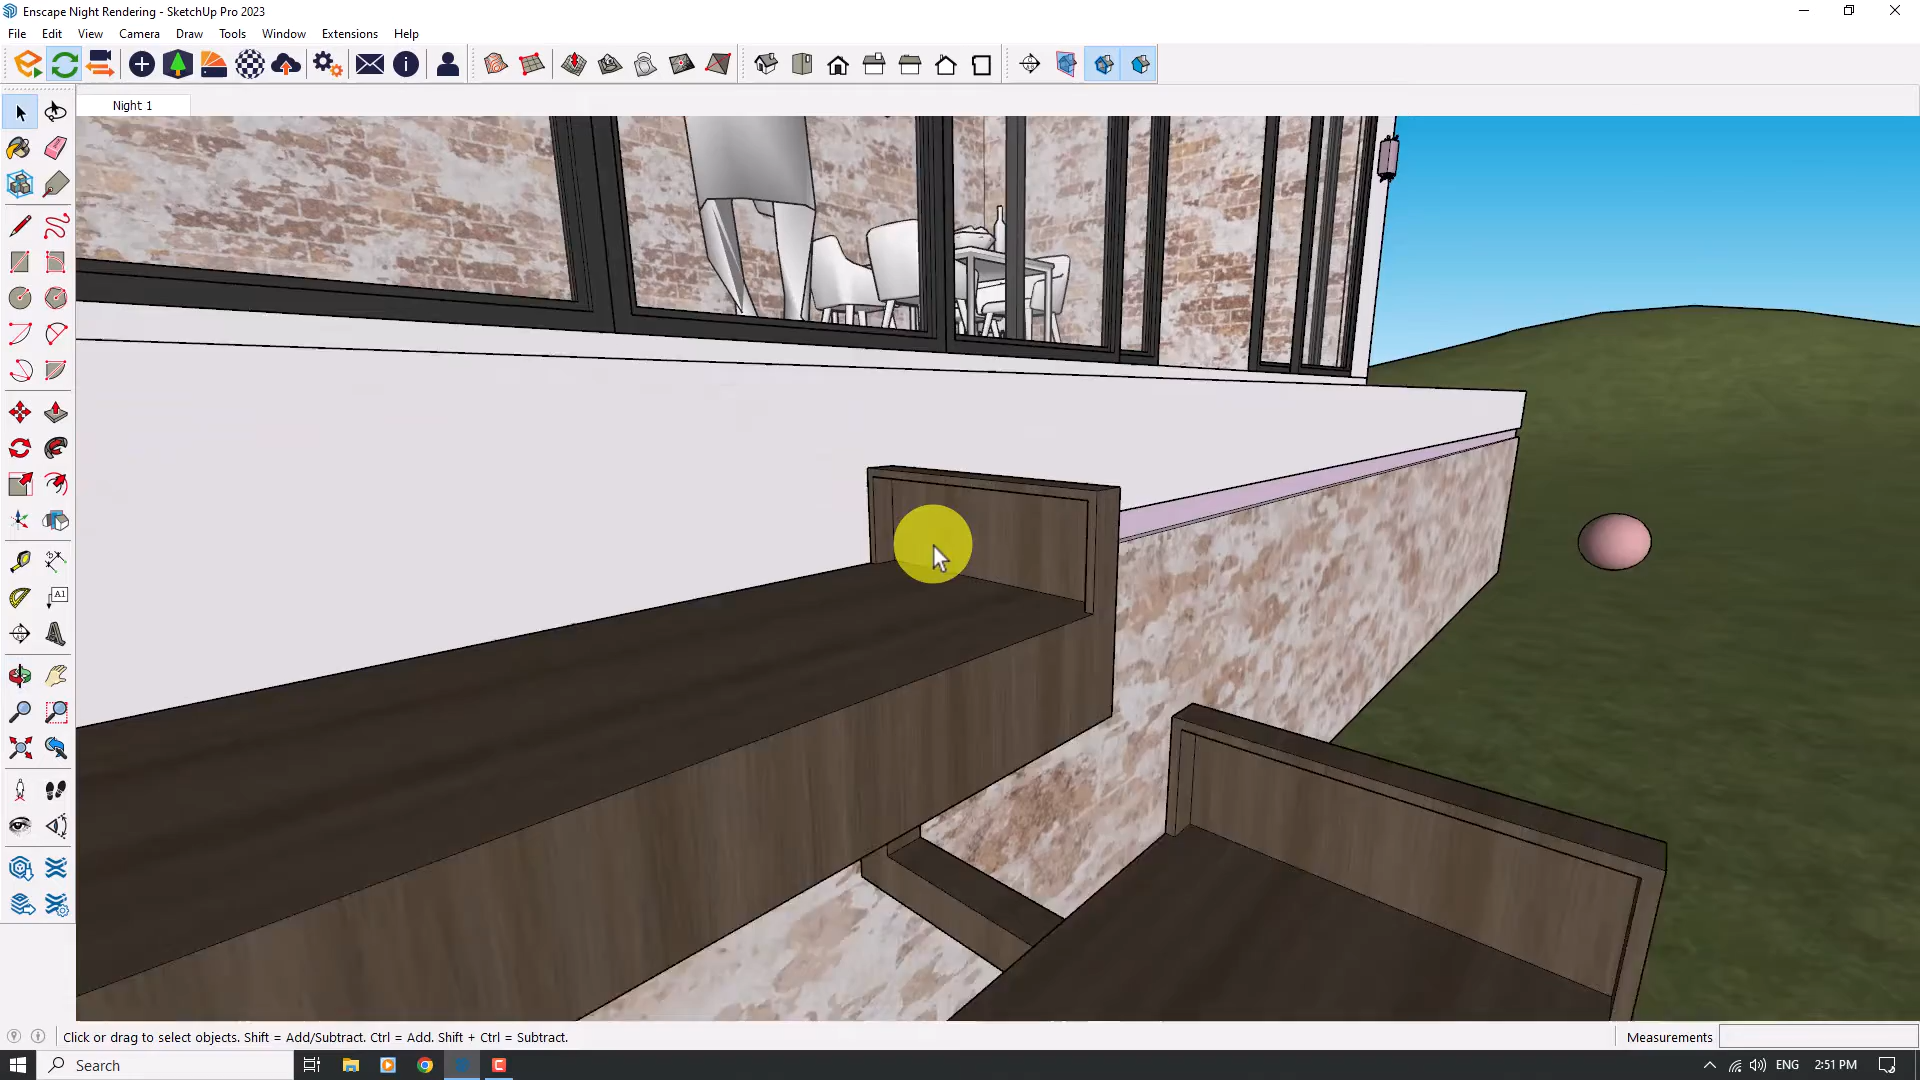 Enscape Night Rendering - SketchUp Pro 2023
File Edit View Camera Draw Tools Window Extensions Help
Night 1
A1
Click or drag to select objects. Shift = Add/Subtract. Ctrl = Add. Shift + Ctrl = Subtract.
Measurements
Search
ENG
2:51 PM